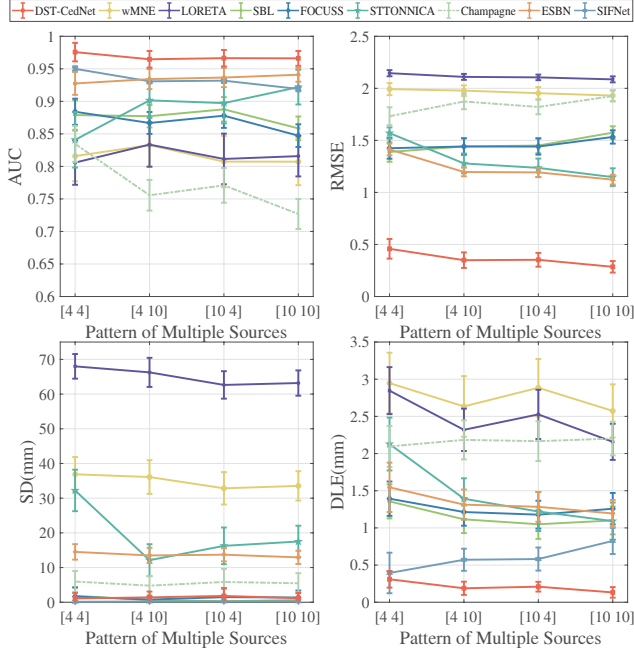 DST-CedNet wMNE LORETA SBL FOCUSS STTONNICA Champagne ESBN SIFNet
AUC
1
0.95
0.9
0.85
0.8
0.75
0.7
0.65
0.6
[4 4] [4 10] [10 4] [10 10]
Pattern of Multiple Sources
RMSE
2.5
2
1.5
1
0.5
0
[4 4] [4 10] [10 4] [10 10]
Pattern of Multiple Sources
SD(mm)
70
60
50
40
30
20
10
0
[4 4] [4 10] [10 4] [10 10]
Pattern of Multiple Sources
DLE(mm)
3.5
3
2.5
2
1.5
1
0.5
0
[4 4] [4 10] [10 4] [10 10]
Pattern of Multiple Sources